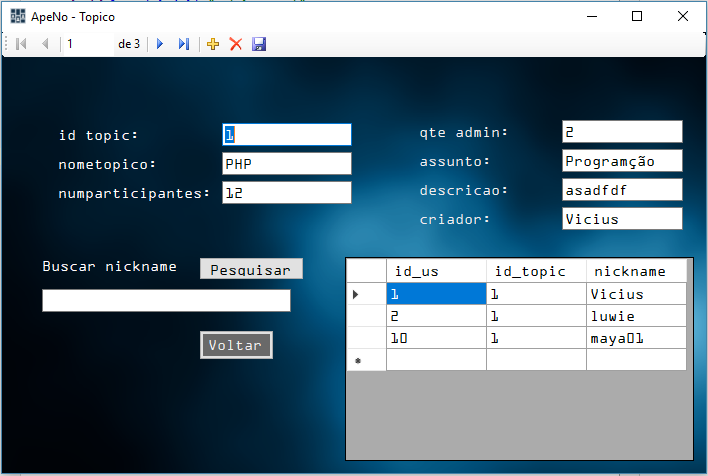 ApeNo - Topico
1 de 3
id topic: 1
nometopico: PHP
numparticipantes: 12
qte admin: 2
assunto: Programção
descricao: asadfdf
criador: Vicius
Buscar nickname Pesquisar
Voltar
id_us id_topic nickname
1 1 Vicius
2 1 luwie
10 1 maya01